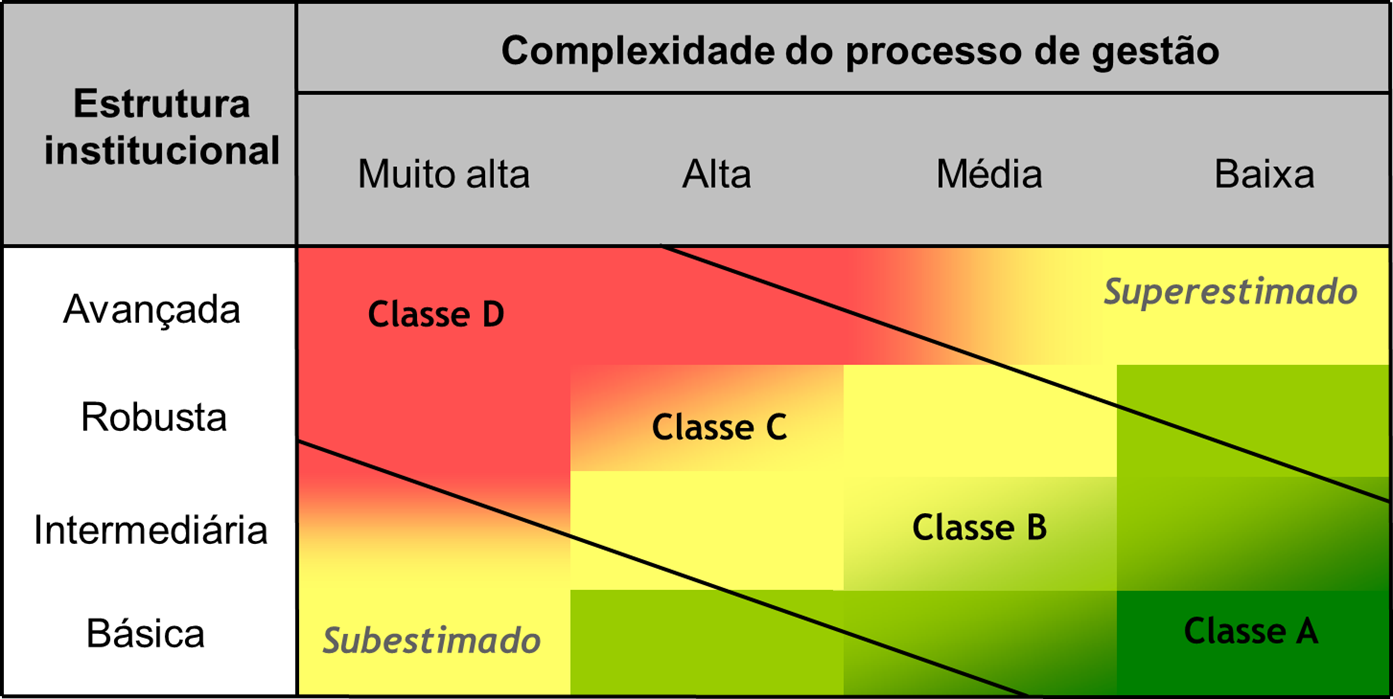 Estrutura
institucional
Complexidade do processo de gestão
Muito alta
Alta
Média
Baixa
Avançada
Classe D
Superestimado
Robusta
Classe C
Intermediária
Classe B
Básica
Subestimado
Classe A